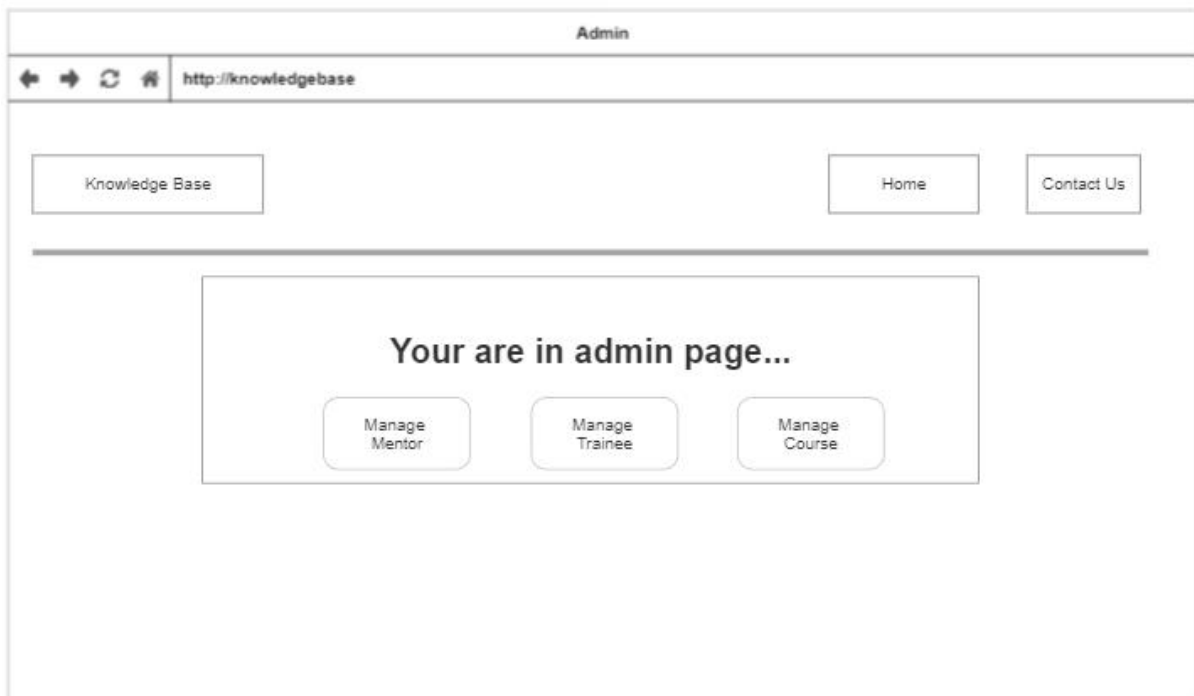 Admin
http://knowledgebase
Knowledge Base
Home
Contact Us
Your are in admin page...
Manage
Mentor
Manage
Trainee
Manage
Course